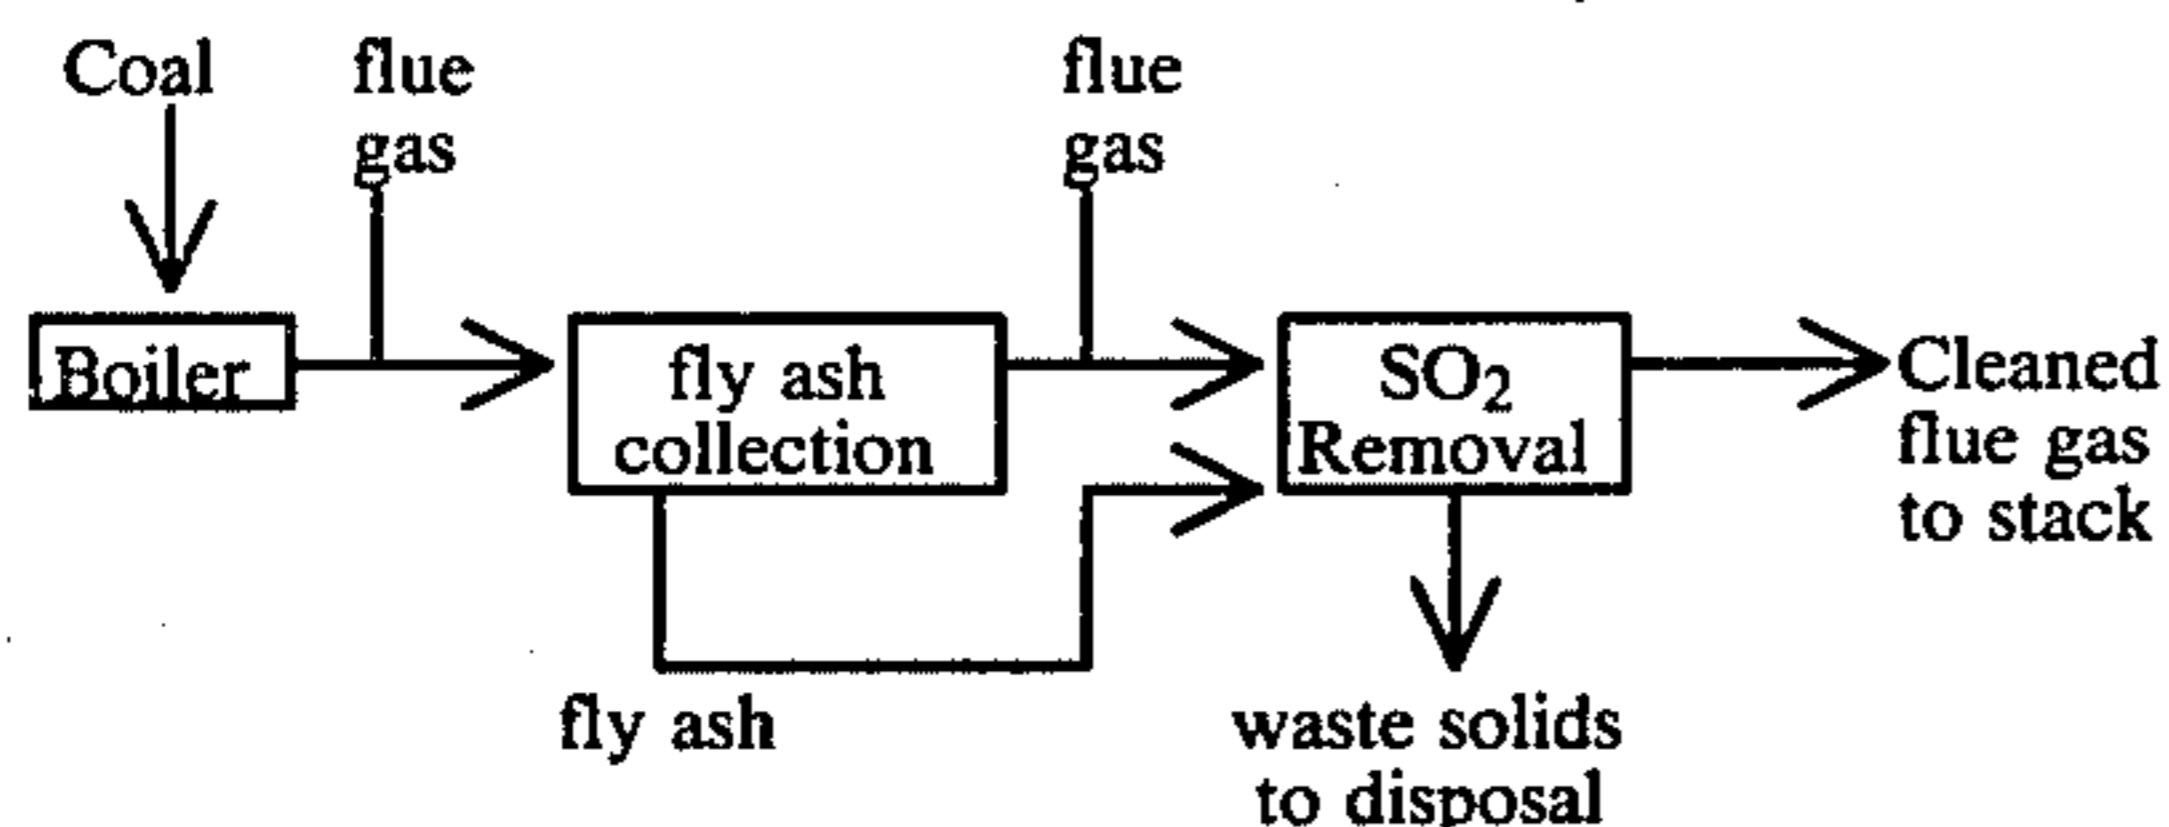 Coal
flue
gas
flue
gas
Boiler
fly ash
collection
SO₂
Removal
Cleaned
flue gas
to stack
fly ash
waste solids
to disposal